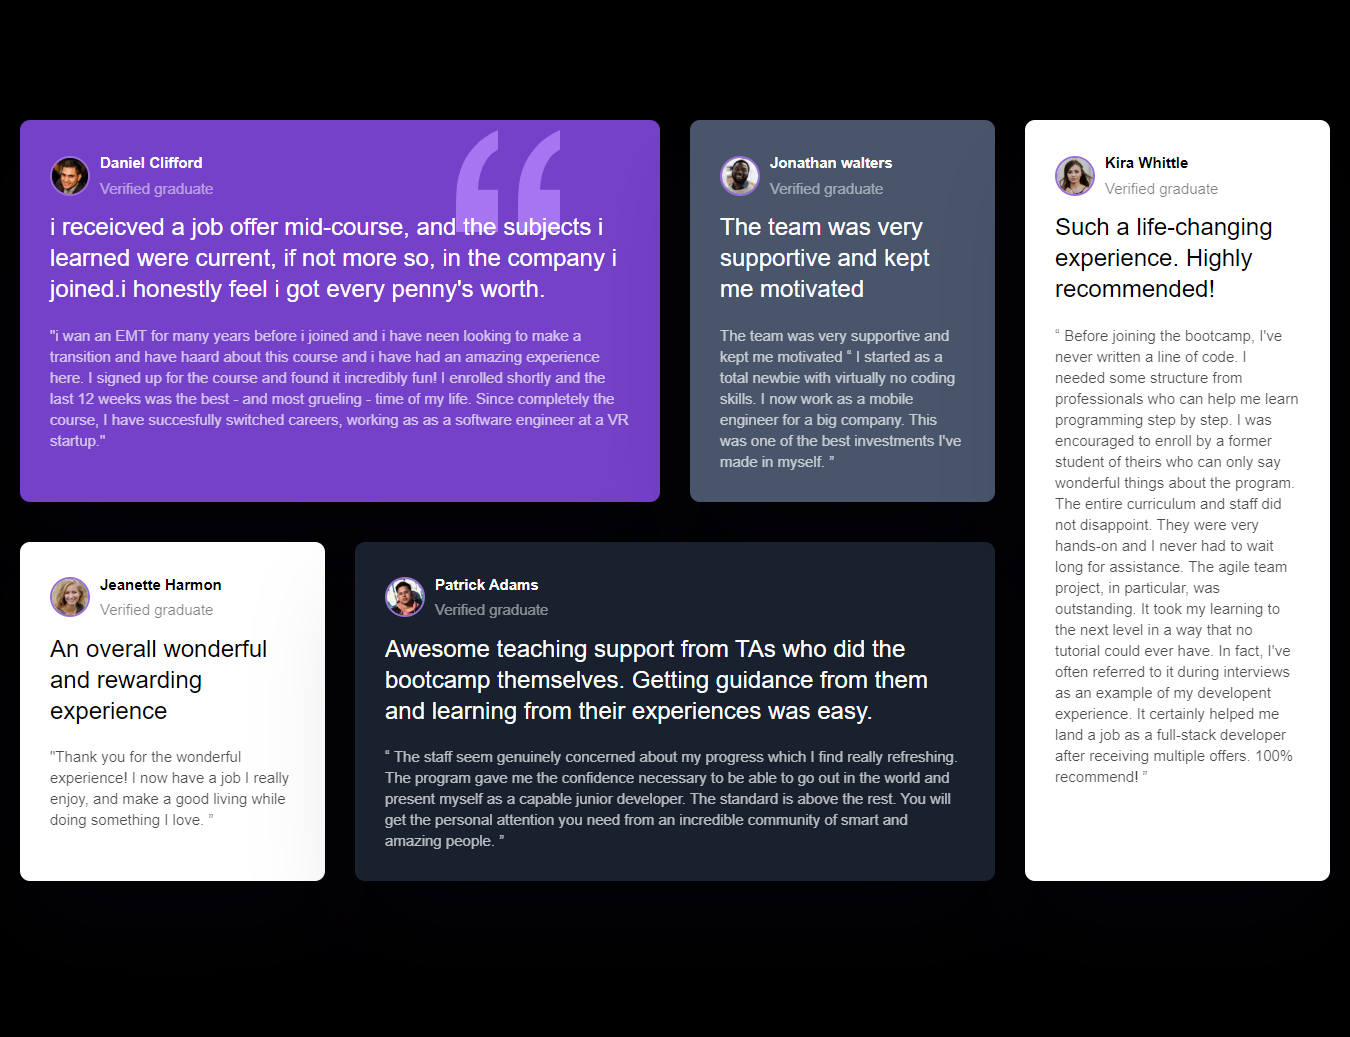 Daniel Clifford
Verified graduate
i receicved a job offer mid-course, and the subjects i
learned were current, if not more so, in the company i
joined.i honestly feel i got every penny's worth.
"i wan an EMT for many years before i joined and i have neen looking to make a
transition and have haard about this course and i have had an amazing experience
here. I signed up for the course and found it incredibly fun! I enrolled shortly and the
last 12 weeks was the best - and most grueling - time of my life. Since completely the
course, I have succesfully switched careers, working as as a software engineer at a VR
startup."
Jonathan walters
Verified graduate
The team was very
supportive and kept
me motivated
The team was very supportive and
kept me motivated “ I started as a
total newbie with virtually no coding
skills. I now work as a mobile
engineer for a big company. This
was one of the best investments I've
made in myself. ”
Kira Whittle
Verified graduate
Such a life-changing
experience. Highly
recommended!
“ Before joining the bootcamp, I've
never written a line of code. I
needed some structure from
professionals who can help me learn
programming step by step. I was
encouraged to enroll by a former
student of theirs who can only say
wonderful things about the program.
The entire curriculum and staff did
not disappoint. They were very
hands-on and I never had to wait
long for assistance. The agile team
project, in particular, was
outstanding. It took my learning to
the next level in a way that no
tutorial could ever have. In fact, I've
often referred to it during interviews
as an example of my developent
experience. It certainly helped me
land a job as a full-stack developer
after receiving multiple offers. 100%
recommend! ”
Jeanette Harmon
Verified graduate
An overall wonderful
and rewarding
experience
"Thank you for the wonderful
experience! I now have a job I really
enjoy, and make a good living while
doing something I love. ”
Patrick Adams
Verified graduate
Awesome teaching support from TAs who did the
bootcamp themselves. Getting guidance from them
and learning from their experiences was easy.
“ The staff seem genuinely concerned about my progress which I find really refreshing.
The program gave me the confidence necessary to be able to go out in the world and
present myself as a capable junior developer. The standard is above the rest. You will
get the personal attention you need from an incredible community of smart and
amazing people. ”